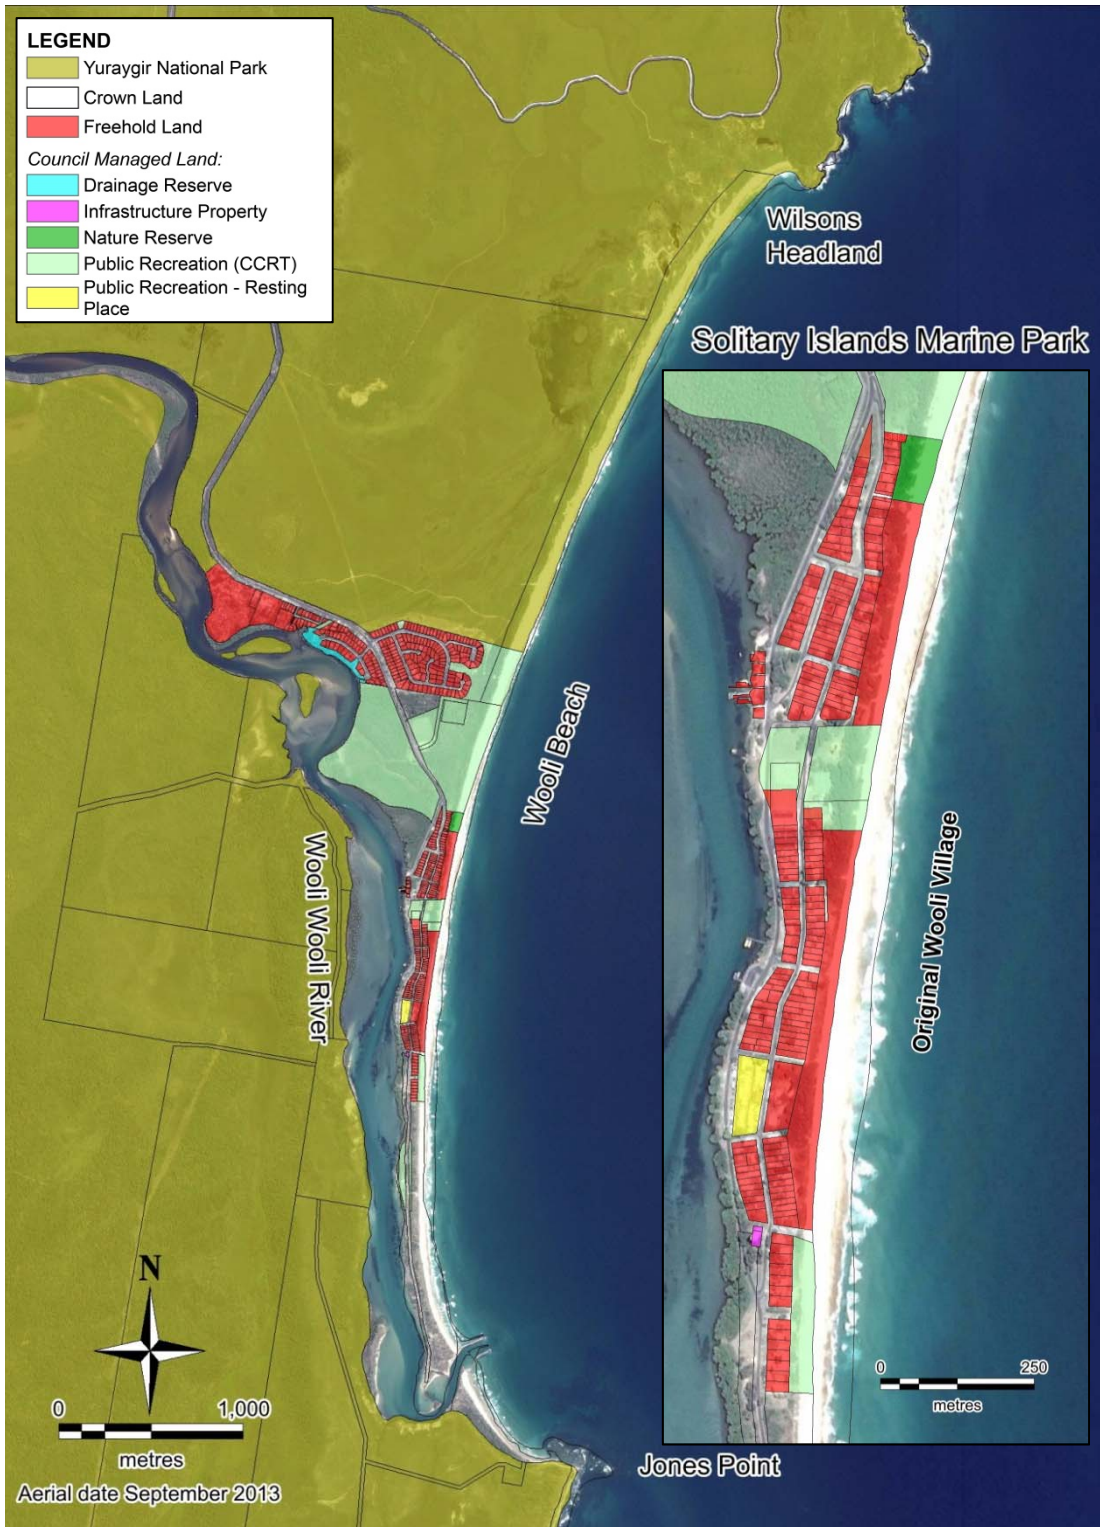 LEGEND
Yuraygir National Park
Crown Land
Freehold Land
Council Managed Land:
Drainage Reserve
Infrastructure Property
Nature Reserve
Public Recreation (CCRT)
Public Recreation - Resting
Place
Wilsons
Headland
Solitary Islands Marine Park
Wooli Beach
Wooli Wooli River
Original Wooli Village
N
0 1,000
metres
Aerial date September 2013
0 250
metres
Jones Point